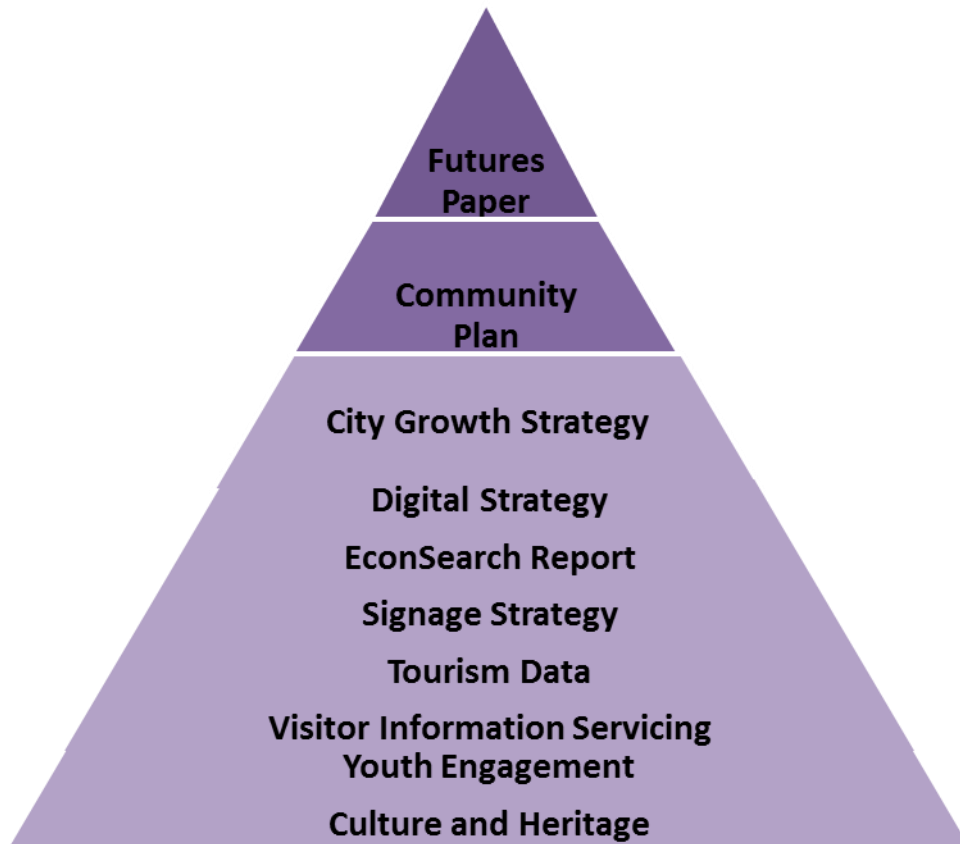 Futures
Paper
Community
Plan
City Growth Strategy
Digital Strategy
EconSearch Report
Signage Strategy
Tourism Data
Visitor Information Servicing
Youth Engagement
Culture and Heritage